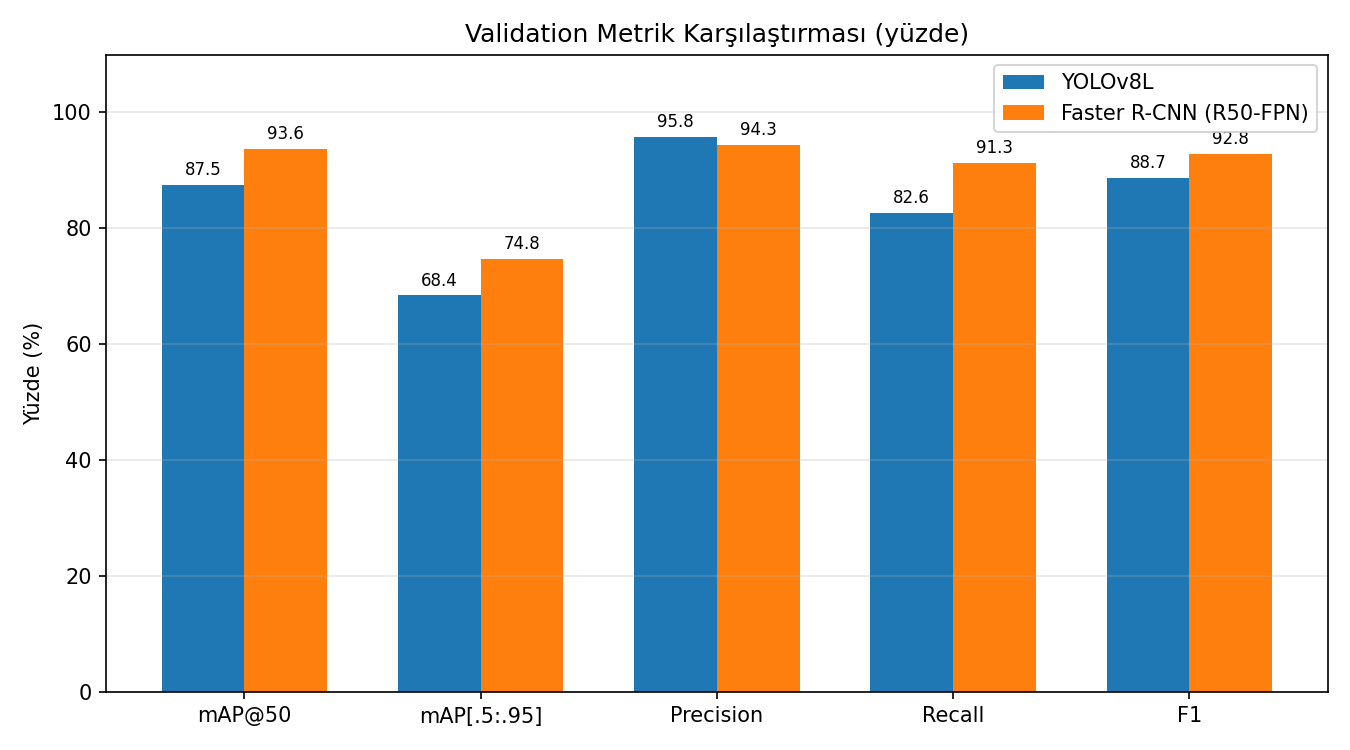 Validation Metrik Karşılaştırması (yüzde)
YOLOv8L
Faster R-CNN (R50-FPN)
Yüzde (%)
100
80
60
40
20
0
87.5
93.6
68.4
74.8
95.8
94.3
82.6
91.3
88.7
92.8
mAP@50
mAP[.5:.95]
Precision
Recall
F1